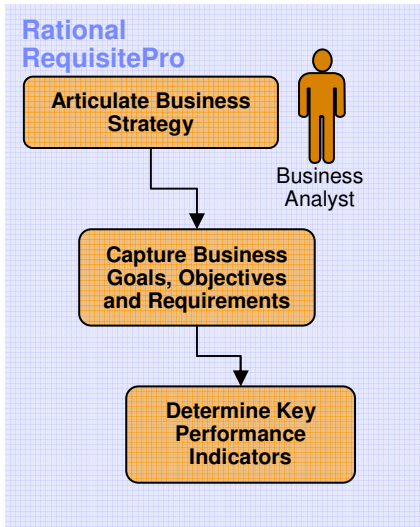 Rational
RequisitePro
Articulate Business
Strategy
Business
Analyst
Capture Business
Goals, Objectives
and Requirements
Determine Key
Performance
Indicators